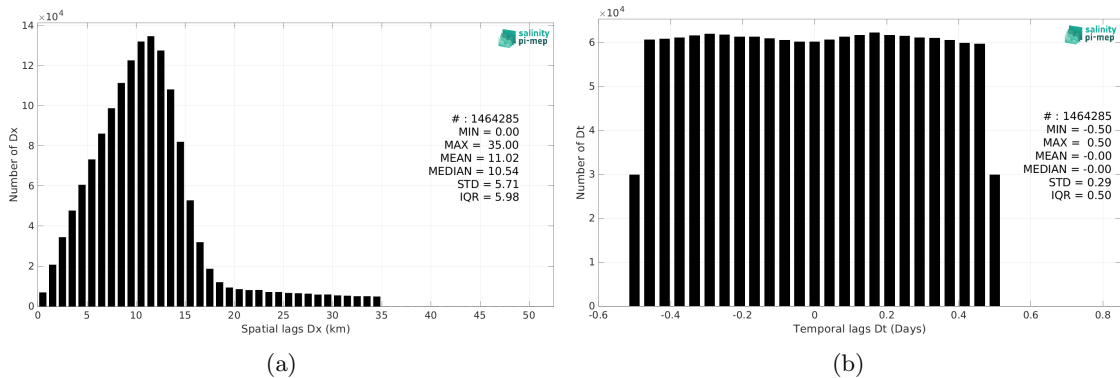 ×10⁴
14
12
10
8
6
4
2
0
Number of Dx
salinity
pi-mep
# : 1464285
MIN = 0.00
MAX = 35.00
MEAN = 11.02
MEDIAN = 10.54
STD = 5.71
IQR = 5.98
0 5 10 15 20 25 30 35 40 45 50
Spatial lags Dx (km)
(a)
×10⁴
6
5
4
3
2
1
0
Number of Dt
salinity
pi-mep
# : 1464285
MIN = -0.50
MAX = 0.50
MEAN = -0.00
MEDIAN = -0.00
STD = 0.29
IQR = 0.50
-0.6 -0.4 -0.2 0 0.2 0.4 0.6 0.8
Temporal lags Dt (Days)
(b)